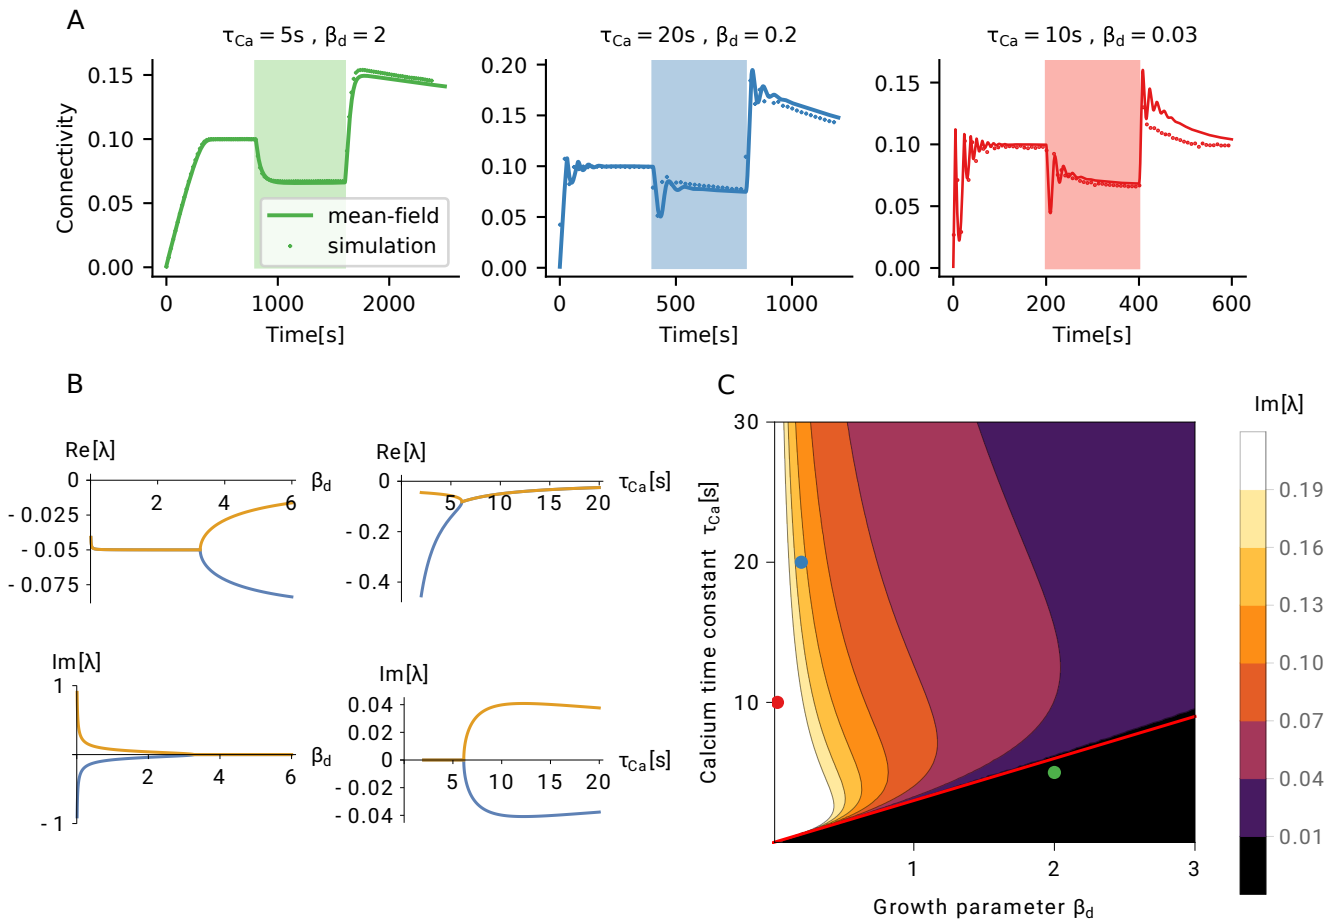 A
τCa = 5s , βd = 2
τCa = 20s , βd = 0.2
τCa = 10s , βd = 0.03
Connectivity
0.15
0.10
0.05
0.00
mean-field
simulation
0 1000 2000
Time[s]
0.20
0.15
0.10
0.05
0.00
0 500 1000
Time[s]
0.15
0.10
0.05
0.00
0 200 400 600
Time[s]
B
Re[λ]
0
- 0.025
- 0.05
- 0.075
2 4 6 βd
Re[λ]
0
- 0.2
- 0.4
5 10 15 20 τCa[s]
Im[λ]
1
-1
2 4 6 βd
Im[λ]
0.04
0.02
0
- 0.02
- 0.04
5 10 15 20 τCa[s]
C
Calcium time constant τCa[s]
30
20
10
1 2 3
Growth parameter βd
Im[λ]
0.19
0.16
0.13
0.10
0.07
0.04
0.01